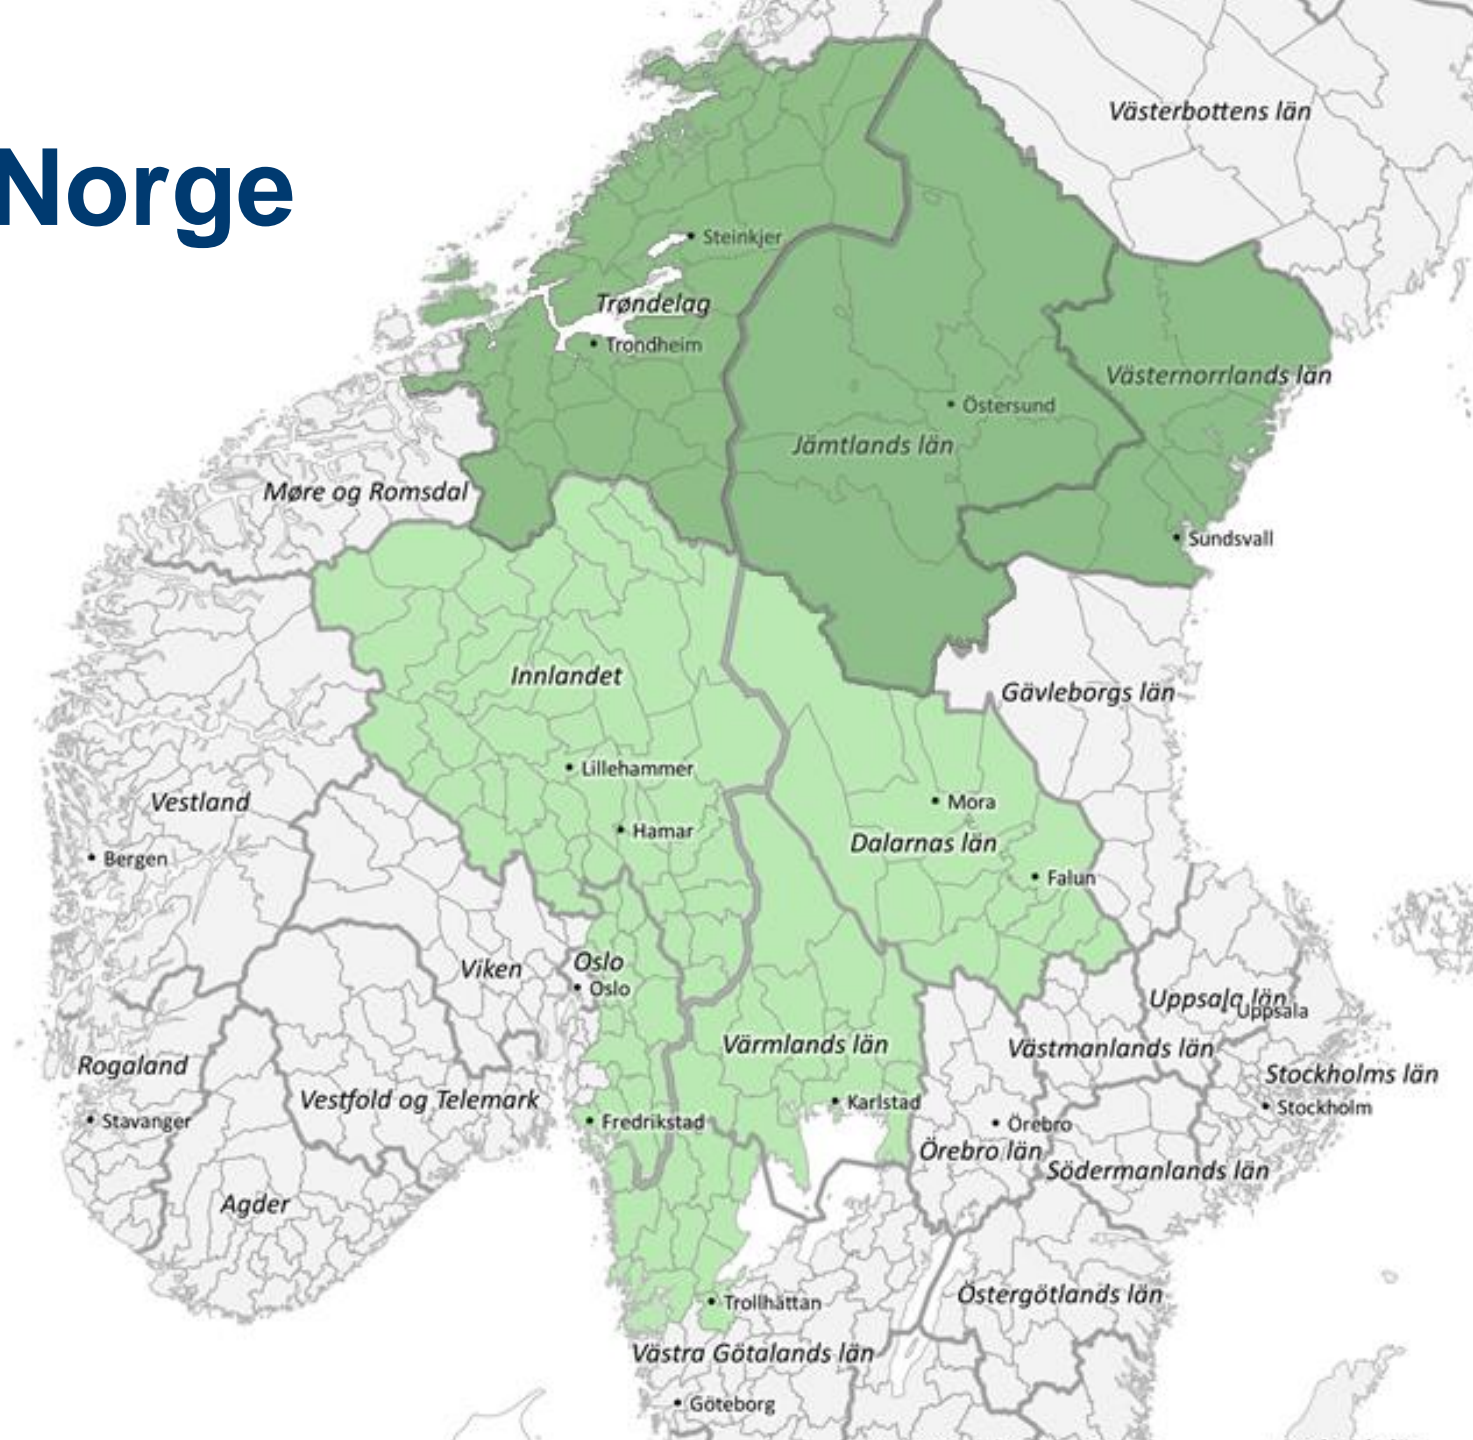 Norge
Västerbottens län
Steinkjer
Trøndelag
Trondheim
Västernorrlands län
Östersund
Jämtlands län
Møre og Romsdal
Sundsvall
Innlandet
Gävleborgs län
Lillehammer
Vestland
Mora
Hamar
Dalarnas län
Bergen
Falun
Oslo
Viken
Oslo
Uppsala län
Uppsala
Värmlands län
Västmanlands län
Rogaland
Stockholms län
Vestfold og Telemark
Karlstad
Stockholm
Stavanger
Fredrikstad
Örebro
Örebro län
Södermanlands län
Agder
Östergötlands län
Trollhättan
Västra Götalands län
Göteborg